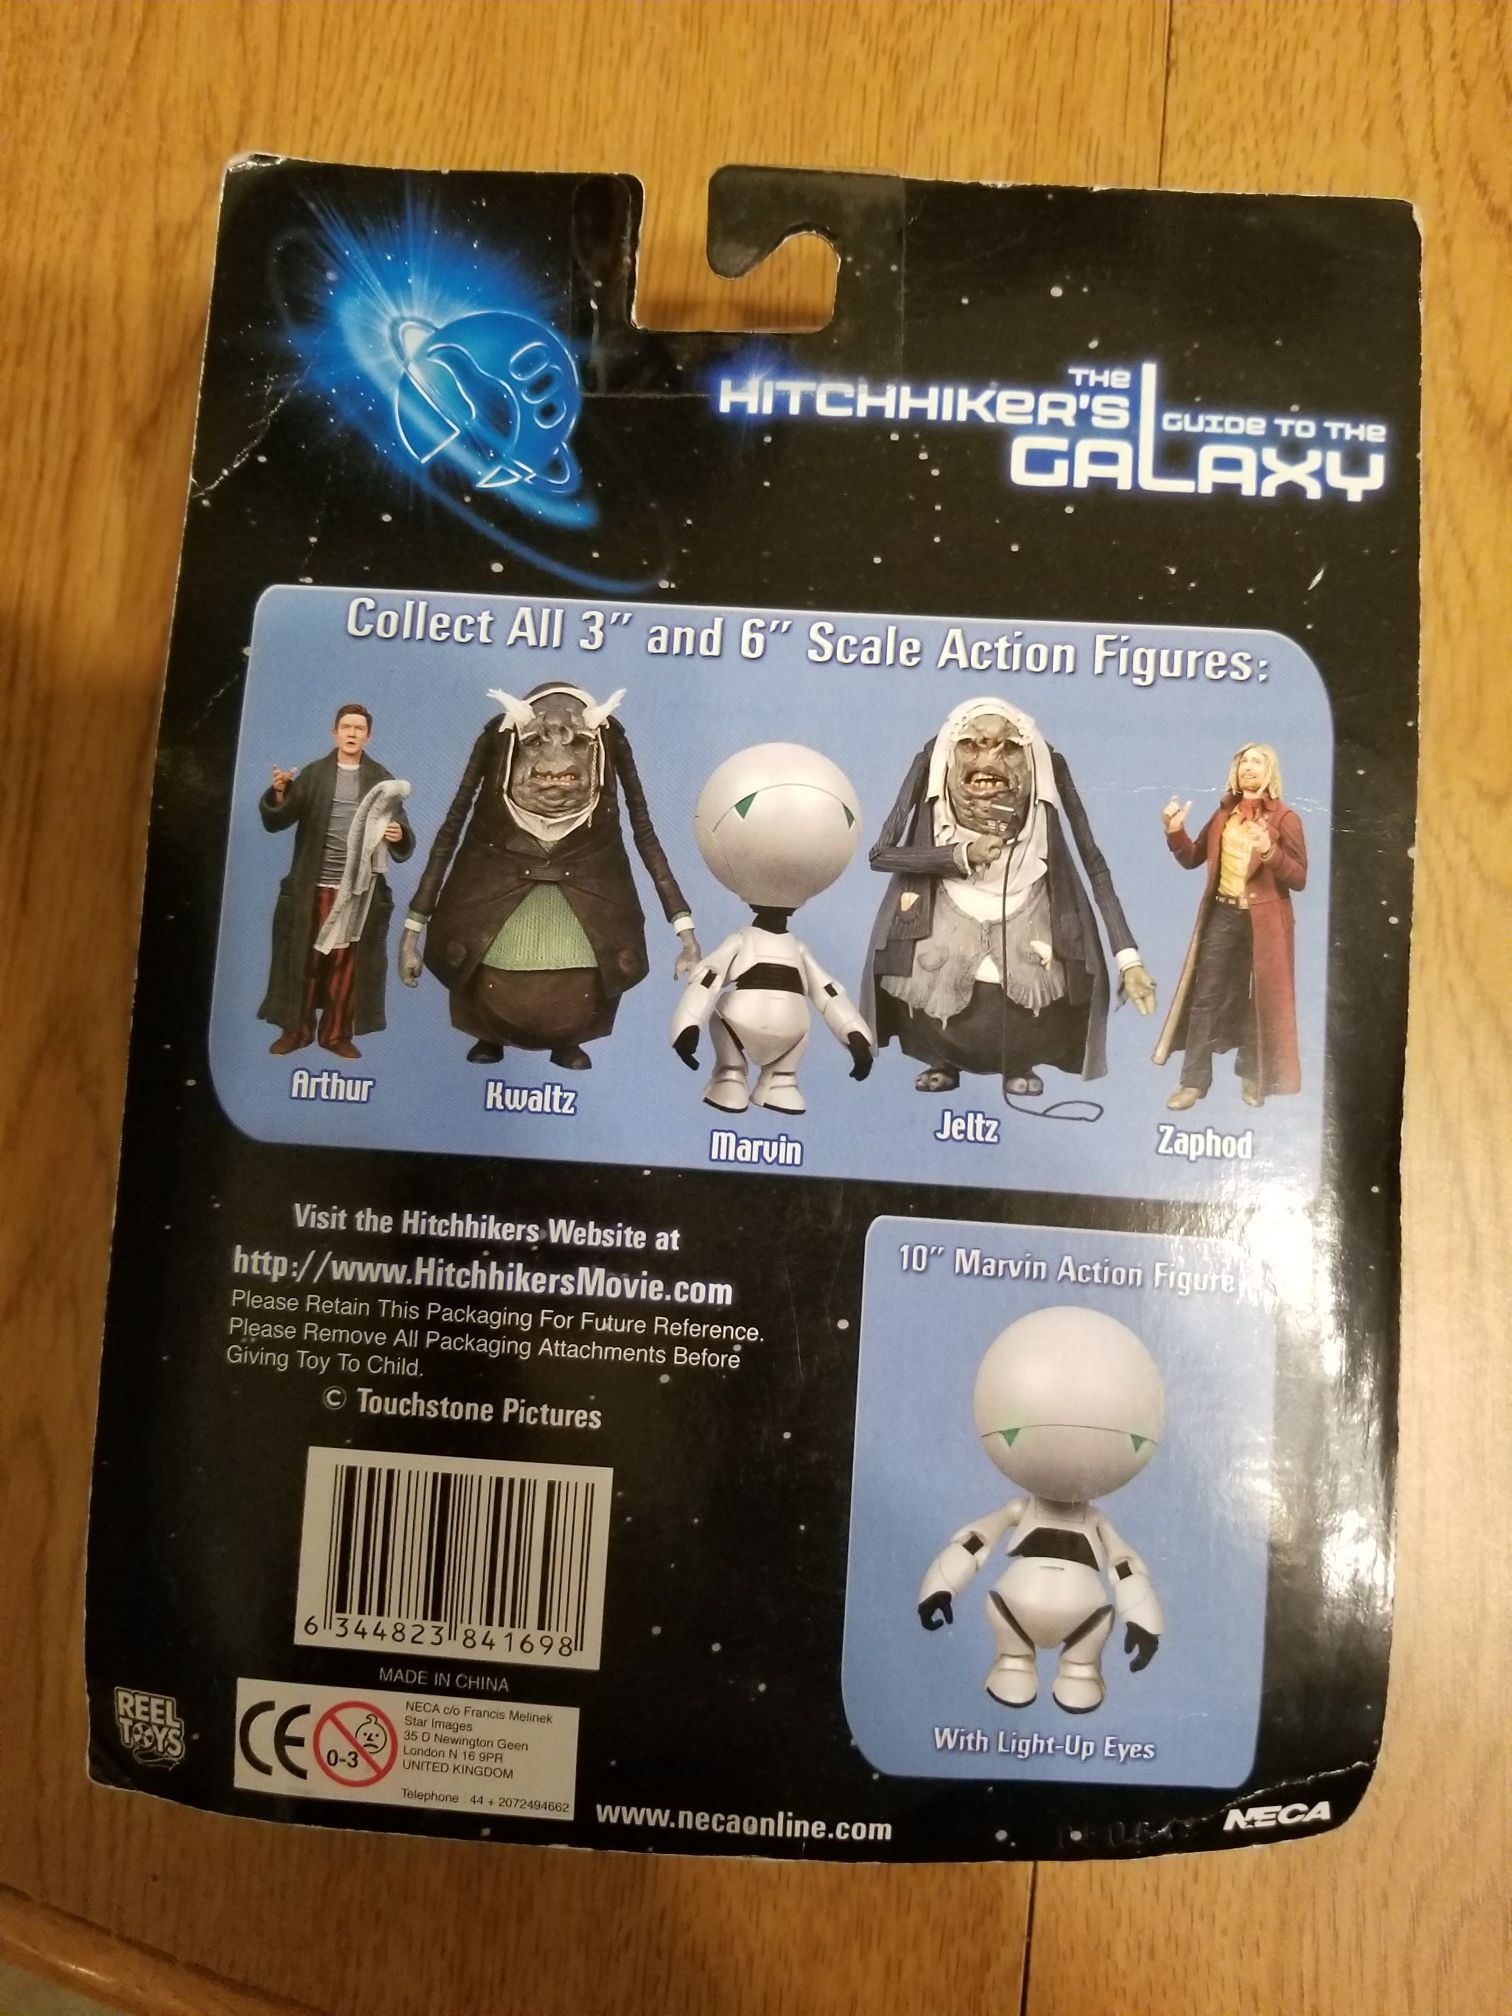 THE
HITCHHIKER'S GUIDE TO THE
GALAXY
Collect All 3" and 6" Scale Action Figures:
Arthur
Kwaltz
Marvin
Jeltz
Zaphod
Visit the Hitchhikers Website at
http://www.HitchhikersMovie.com
Please Retain This Packaging For Future Reference.
Please Remove All Packaging Attachments Before
Giving Toy To Child.
© Touchstone Pictures
6 344823 841698
MADE IN CHINA
REEL
TOYS
CE
0-3
NECA c/o Francis Melinek
Star Images
35 D Newington Geen
London N 16 9PR
UNITED KINGDOM
Telephone : 44 + 2072494662
www.necaonline.com
10" Marvin Action Figure
With Light-Up Eyes
NECA